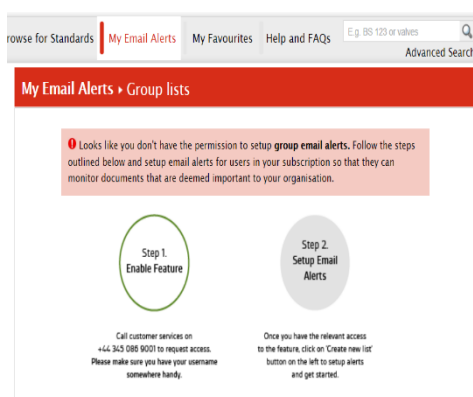 rowse for Standards My Email Alerts My Favourites Help and FAQs E.g. BS 123 or valves
Advanced Search
My Email Alerts ▸ Group lists
Looks like you don't have the permission to setup group email alerts. Follow the steps
outlined below and setup email alerts for users in your subscription so that they can
monitor documents that are deemed important to your organisation.
Step 1.
Enable Feature
Call customer services on
+44 345 086 9001 to request access.
Please make sure you have your username
somewhere handy.
Step 2.
Setup Email
Alerts
Once you have the relevant access
to the feature, click on 'Create new list'
button on the left to setup alerts
and get started.